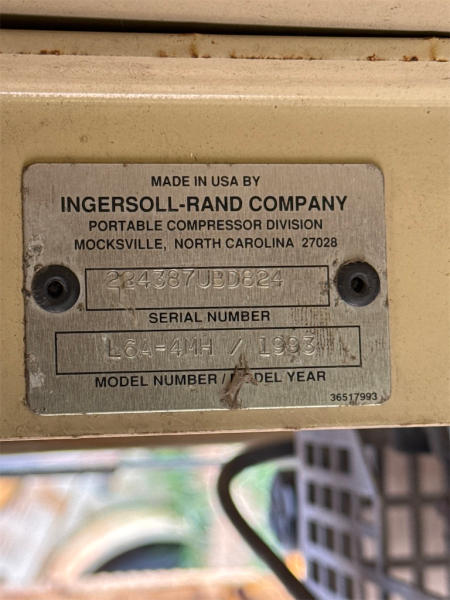 MADE IN USA BY
INGERSOLL-RAND COMPANY
PORTABLE COMPRESSOR DIVISION
MOCKSVILLE, NORTH CAROLINA 27028
224387UBD824
SERIAL NUMBER
L6A-4MH / 1993
MODEL NUMBER / MODEL YEAR
36517993